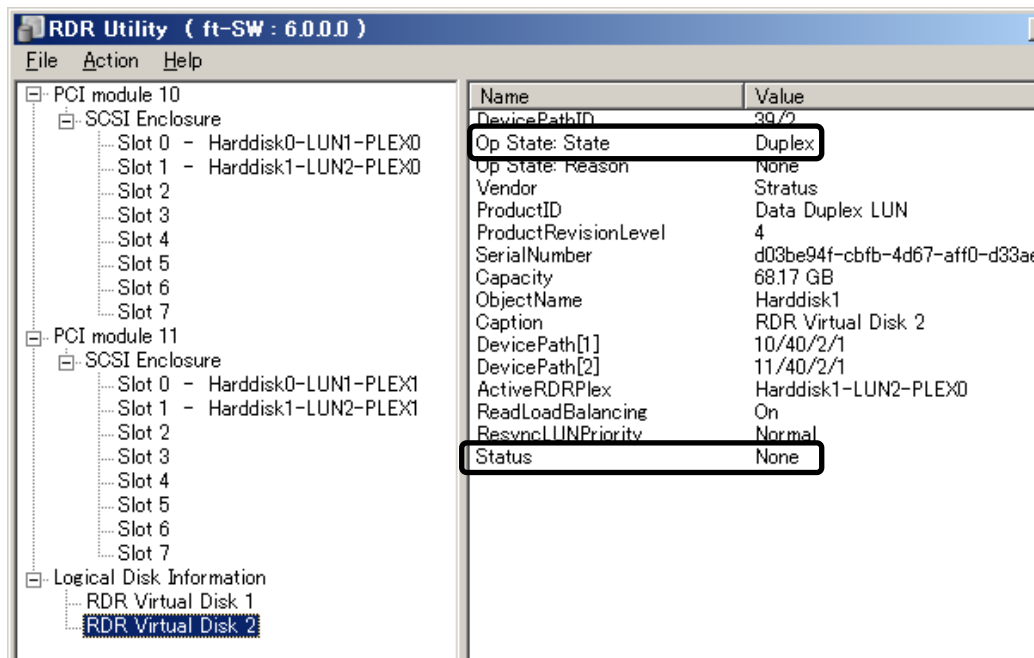 RDR Utility ( ft-SW : 6.0.0.0 )
File Action Help
PCI module 10
SCSI Enclosure
Slot 0 - Harddisk0-LUN1-PLEX0
Slot 1 - Harddisk1-LUN2-PLEX0
Slot 2
Slot 3
Slot 4
Slot 5
Slot 6
Slot 7
PCI module 11
SCSI Enclosure
Slot 0 - Harddisk0-LUN1-PLEX1
Slot 1 - Harddisk1-LUN2-PLEX1
Slot 2
Slot 3
Slot 4
Slot 5
Slot 6
Slot 7
Logical Disk Information
RDR Virtual Disk 1
RDR Virtual Disk 2
Name Value
DevicePathID 39/2
Op State: State Duplex
Op State: Reason None
Vendor Stratus
ProductID Data Duplex LUN
ProductRevisionLevel 4
SerialNumber d03be94f-cbfb-4d67-aff0-d33ae
Capacity 68.17 GB
ObjectName Harddisk1
Caption RDR Virtual Disk 2
DevicePath[1] 10/40/2/1
DevicePath[2] 11/40/2/1
ActiveRDRPlex Harddisk1-LUN2-PLEX0
ReadLoadBalancing On
ResyncLUNPriority Normal
Status None